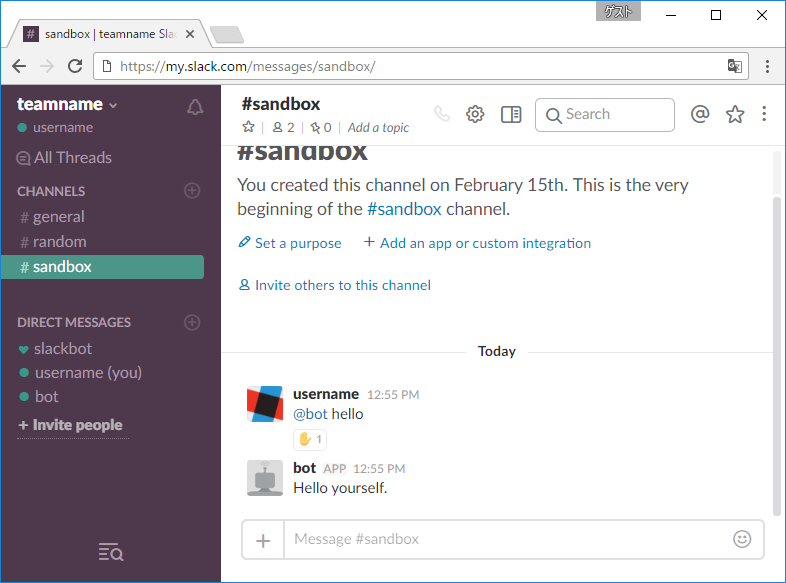 ゲスト
# sandbox | teamname Sla
https://my.slack.com/messages/sandbox/
teamname
username
All Threads
CHANNELS
# general
# random
# sandbox
DIRECT MESSAGES
slackbot
username (you)
bot
+ Invite people
#sandbox
2 | 0 | Add a topic
Search
#sandbox
You created this channel on February 15th. This is the very
beginning of the #sandbox channel.
Set a purpose
+ Add an app or custom integration
Invite others to this channel
Today
username 12:55 PM
@bot hello
1
bot APP 12:55 PM
Hello yourself.
+ Message #sandbox